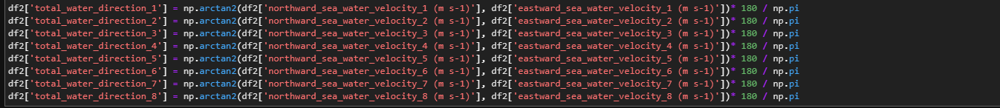 df2['total_water_direction_1'] = np.arctan2(df2['northward_sea_water_velocity_1 (m s-1)'], df2['eastward_sea_water_velocity_1 (m s-1)'])* 180 / np.pi
df2['total_water_direction_2'] = np.arctan2(df2['northward_sea_water_velocity_2 (m s-1)'], df2['eastward_sea_water_velocity_2 (m s-1)'])* 180 / np.pi
df2['total_water_direction_3'] = np.arctan2(df2['northward_sea_water_velocity_3 (m s-1)'], df2['eastward_sea_water_velocity_3 (m s-1)'])* 180 / np.pi
df2['total_water_direction_4'] = np.arctan2(df2['northward_sea_water_velocity_4 (m s-1)'], df2['eastward_sea_water_velocity_4 (m s-1)'])* 180 / np.pi
df2['total_water_direction_5'] = np.arctan2(df2['northward_sea_water_velocity_5 (m s-1)'], df2['eastward_sea_water_velocity_5 (m s-1)'])* 180 / np.pi
df2['total_water_direction_6'] = np.arctan2(df2['northward_sea_water_velocity_6 (m s-1)'], df2['eastward_sea_water_velocity_6 (m s-1)'])* 180 / np.pi
df2['total_water_direction_7'] = np.arctan2(df2['northward_sea_water_velocity_7 (m s-1)'], df2['eastward_sea_water_velocity_7 (m s-1)'])* 180 / np.pi
df2['total_water_direction_8'] = np.arctan2(df2['northward_sea_water_velocity_8 (m s-1)'], df2['eastward_sea_water_velocity_8 (m s-1)'])* 180 / np.pi